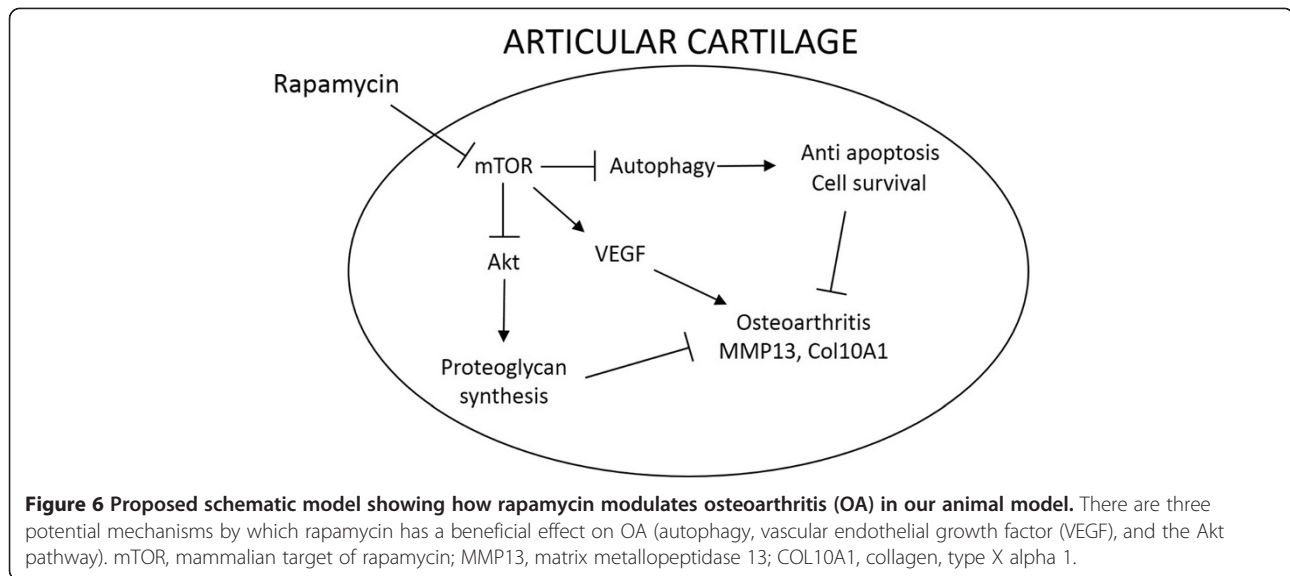 ARTICULAR CARTILAGE
Rapamycin
mTOR
Autophagy
Anti apoptosis
Cell survival
Akt
VEGF
Osteoarthritis
MMP13, Col10A1
Proteoglycan
synthesis
Figure 6 Proposed schematic model showing how rapamycin modulates osteoarthritis (OA) in our animal model. There are three
potential mechanisms by which rapamycin has a beneficial effect on OA (autophagy, vascular endothelial growth factor (VEGF), and the Akt
pathway). mTOR, mammalian target of rapamycin; MMP13, matrix metallopeptidase 13; COL10A1, collagen, type X alpha 1.